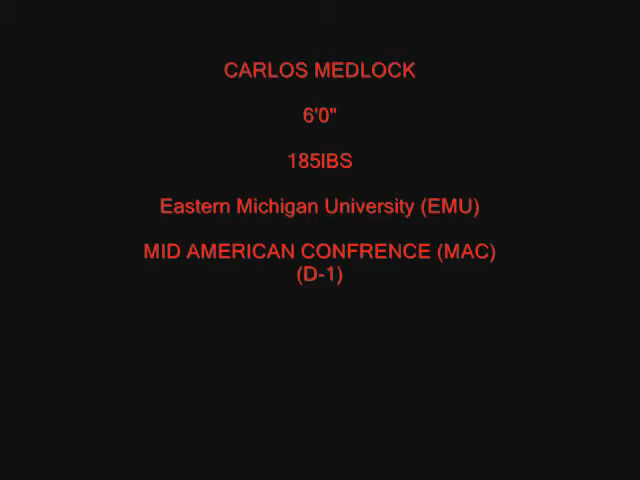 CARLOS MEDLOCK
6'0"
185IBS
Eastern Michigan University (EMU)
MID AMERICAN CONFRENCE (MAC)
(D-1)